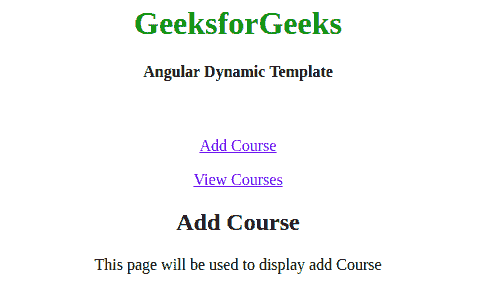 GeeksforGeeks
Angular Dynamic Template
Add Course
View Courses
Add Course
This page will be used to display add Course